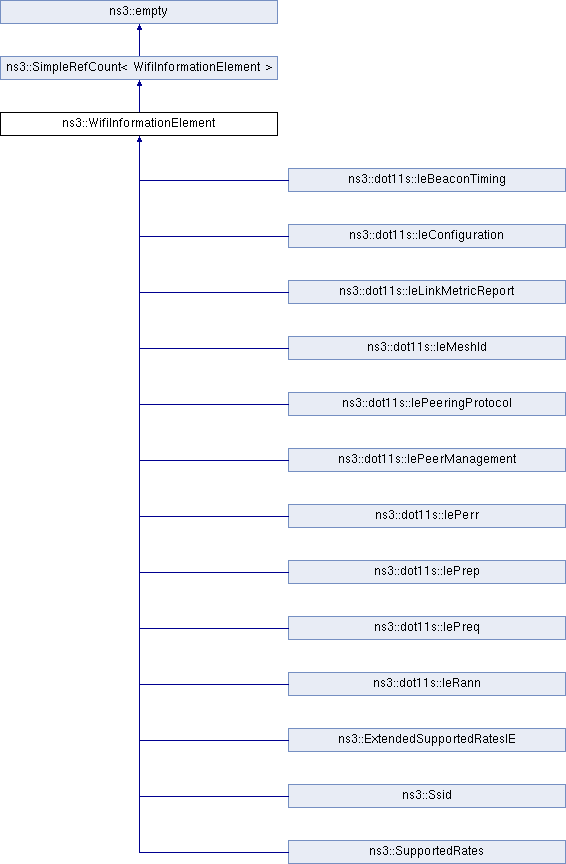 ns3::empty
ns3::SimpleRefCount< WifiInformationElement >
ns3::WifiInformationElement
ns3::dot11s::IeBeaconTiming
ns3::dot11s::IeConfiguration
ns3::dot11s::IeLinkMetricReport
ns3::dot11s::IeMeshId
ns3::dot11s::IePeeringProtocol
ns3::dot11s::IePeerManagement
ns3::dot11s::IePerr
ns3::dot11s::IePrep
ns3::dot11s::IePreq
ns3::dot11s::IeRann
ns3::ExtendedSupportedRatesIE
ns3::Ssid
ns3::SupportedRates